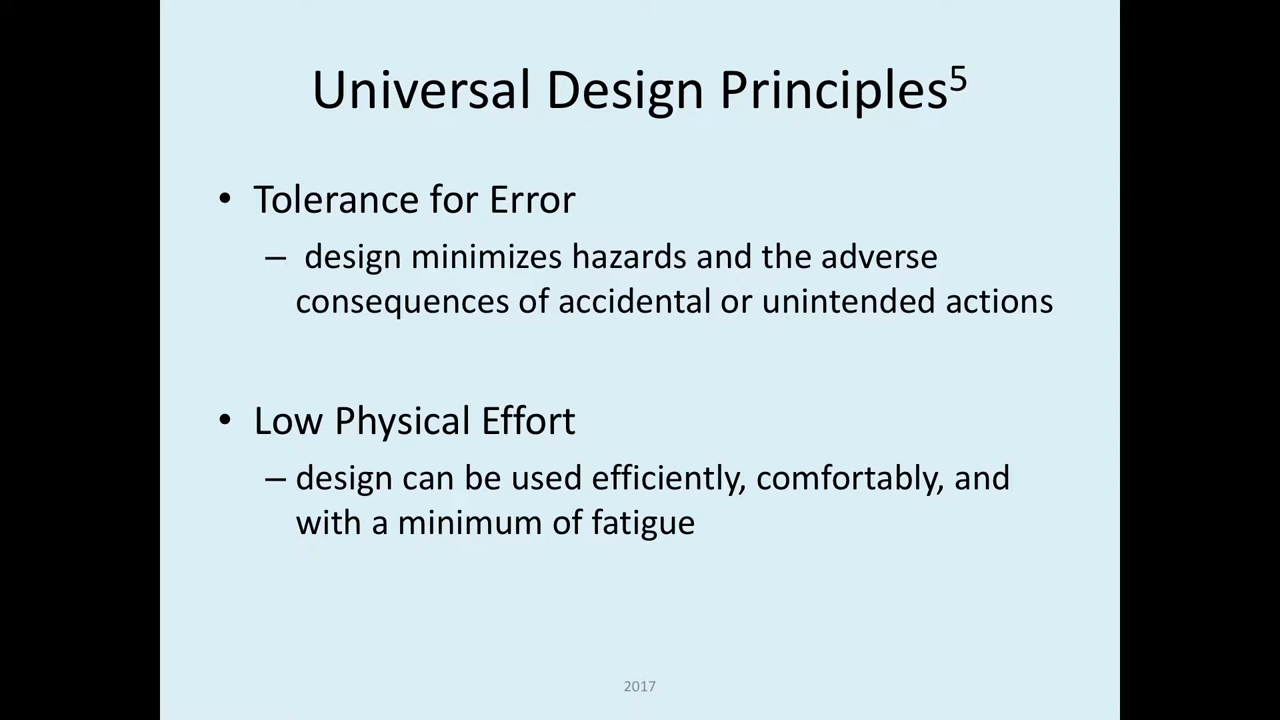 Universal Design Principles⁵
• Tolerance for Error
– design minimizes hazards and the adverse
consequences of accidental or unintended actions
• Low Physical Effort
– design can be used efficiently, comfortably, and
with a minimum of fatigue
2017